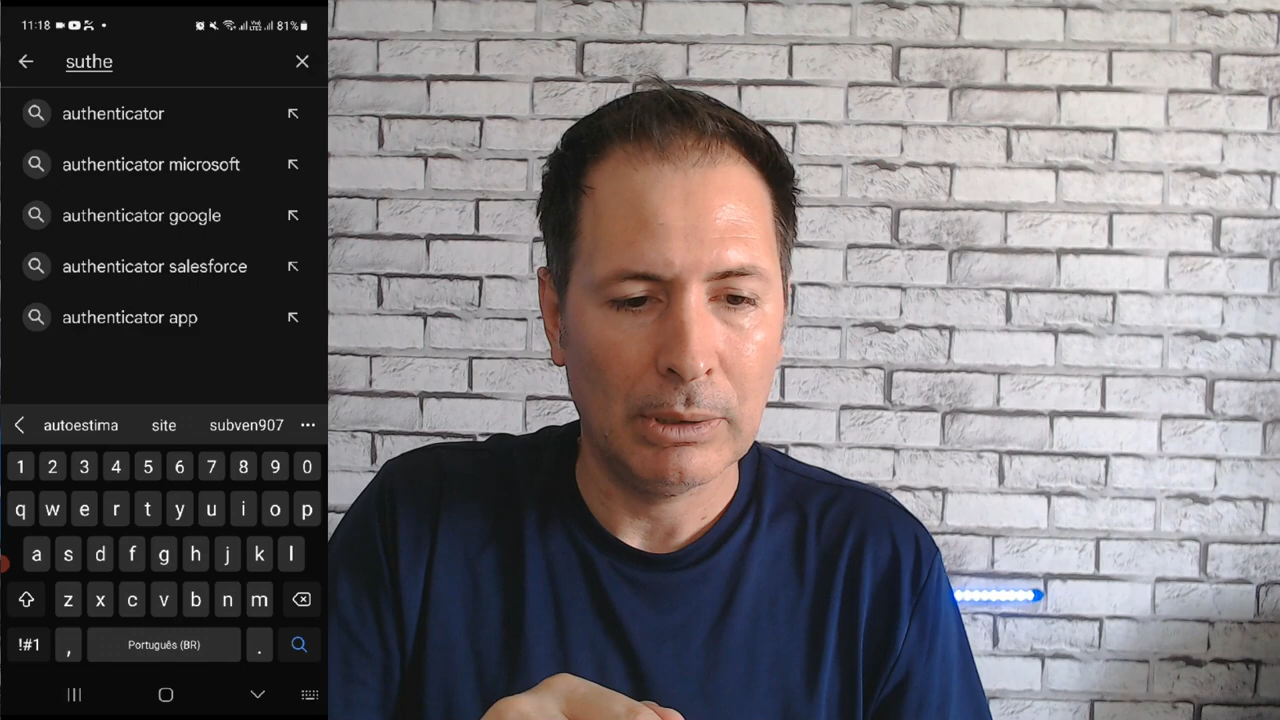 11:18 81%
suthe
authenticator
authenticator microsoft
authenticator google
authenticator salesforce
authenticator app
autoestima site subven907 ...
1 2 3 4 5 6 7 8 9 0
q w e r t y u i o p
a s d f g h j k l
z x c v b n m
!#1 , Português (BR) .